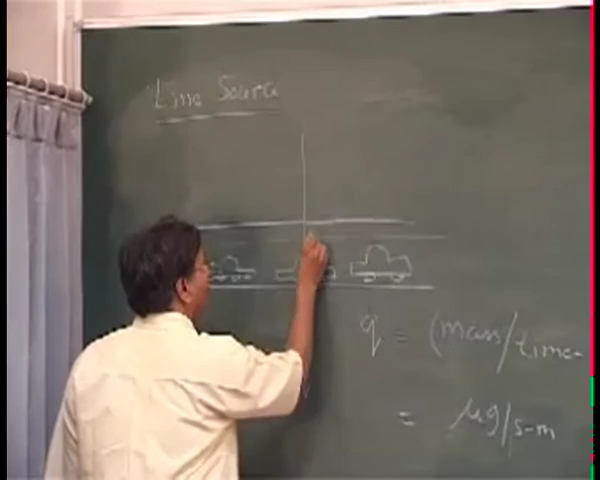 Line Source
q = (mass/time-
= μg/s-m